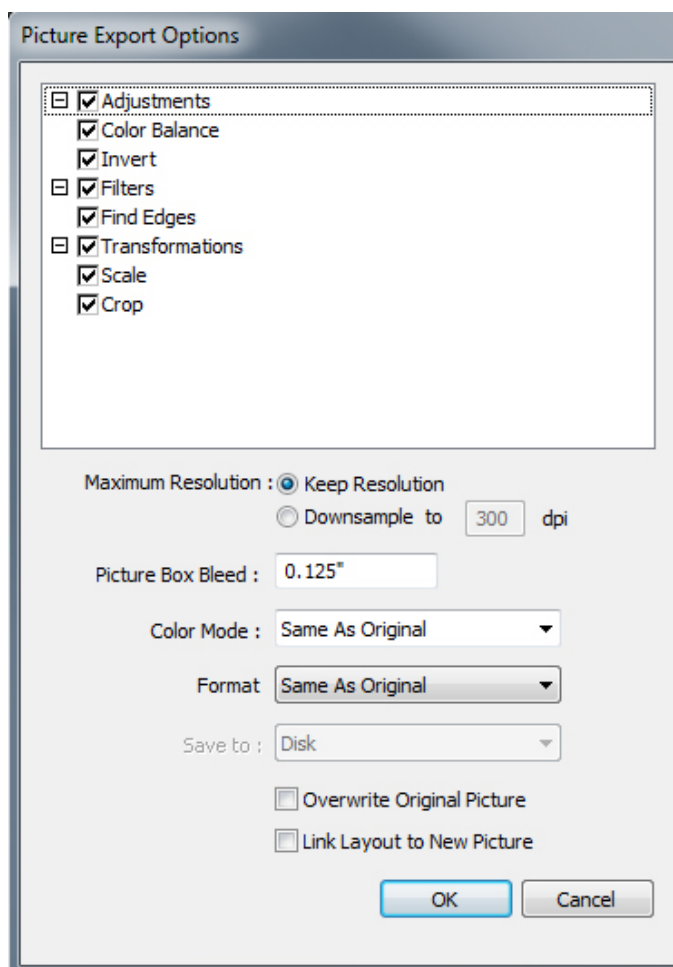 Picture Export Options
Adjustments
Color Balance
Invert
Filters
Find Edges
Transformations
Scale
Crop
Maximum Resolution : Keep Resolution
Downsample to 300 dpi
Picture Box Bleed : 0.125"
Color Mode : Same As Original
Format Same As Original
Save to : Disk
Overwrite Original Picture
Link Layout to New Picture
OK Cancel